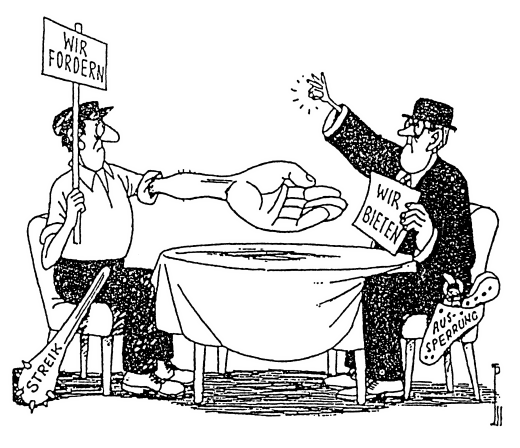 WIR
FORDERN
WIR
BIETEN
STREIK
AUS-
SPERRUNG